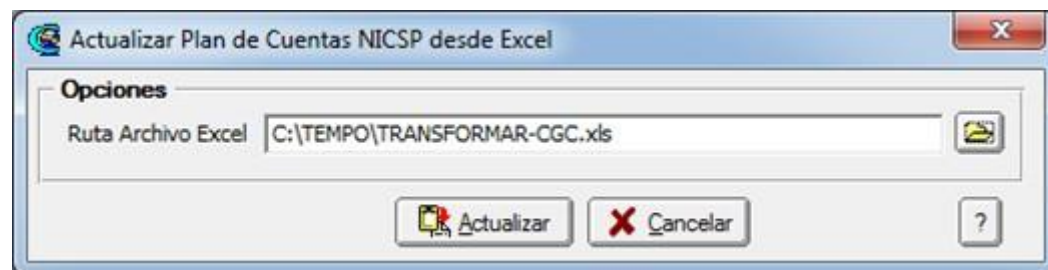 Actualizar Plan de Cuentas NICSP desde Excel
Opciones
Ruta Archivo Excel C:\TEMPO\TRANSFORMAR-CGC.xls
Actualizar Cancelar ?